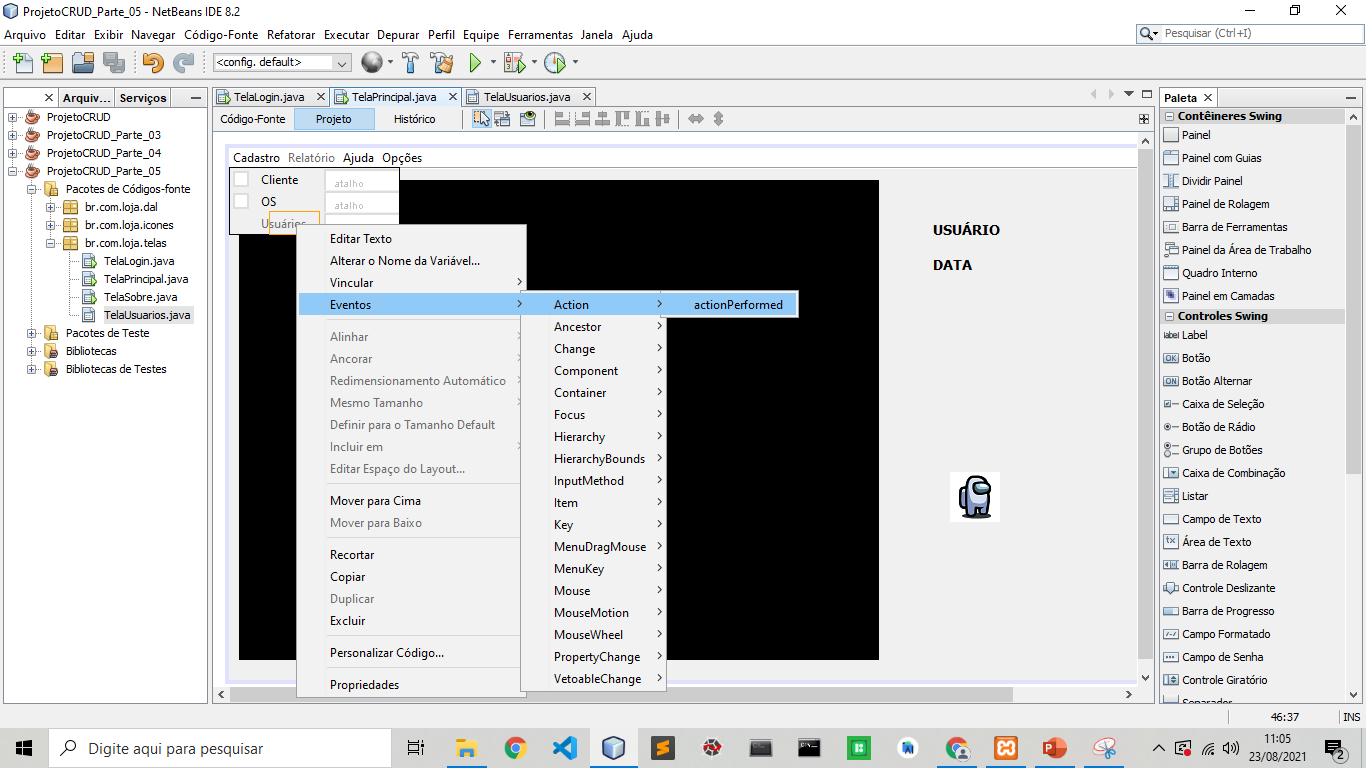 ProjetoCRUD_Parte_05 - NetBeans IDE 8.2
Arquivo Editar Exibir Navegar Código-Fonte Refatorar Executar Depurar Perfil Equipe Ferramentas Janela Ajuda
Pesquisar (Ctrl+I)
<config. default>
Arquiv... Serviços
ProjetoCRUD
ProjetoCRUD_Parte_03
ProjetoCRUD_Parte_04
ProjetoCRUD_Parte_05
Pacotes de Códigos-fonte
br.com.loja.dal
br.com.loja.icones
br.com.loja.telas
TelaLogin.java
TelaPrincipal.java
TelaSobre.java
TelaUsuarios.java
Pacotes de Teste
Bibliotecas
Bibliotecas de Testes
TelaLogin.java TelaPrincipal.java TelaUsuarios.java
Código-Fonte Projeto Histórico
Cadastro Relatório Ajuda Opções
Cliente atalho
OS atalho
Usuários
USUÁRIO
DATA
Editar Texto
Alterar o Nome da Variável...
Vincular
Eventos
Alinhar
Ancorar
Redimensionamento Automático
Mesmo Tamanho
Definir para o Tamanho Default
Incluir em
Editar Espaço do Layout...
Mover para Cima
Mover para Baixo
Recortar
Copiar
Duplicar
Excluir
Personalizar Código...
Propriedades
Action
Ancestor
Change
Component
Container
Focus
Hierarchy
HierarchyBounds
InputMethod
Item
Key
MenuDragMouse
MenuKey
Mouse
MouseMotion
MouseWheel
PropertyChange
VetoableChange
actionPerformed
Paleta
Contêineres Swing
Painel
Painel com Guias
Dividir Painel
Painel de Rolagem
Barra de Ferramentas
Painel da Área de Trabalho
Quadro Interno
Painel em Camadas
Controles Swing
label Label
OK Botão
ON Botão Alternar
Caixa de Seleção
Botão de Rádio
Grupo de Botões
Caixa de Combinação
Listar
Campo de Texto
Área de Texto
Barra de Rolagem
Controle Deslizante
Barra de Progresso
Campo Formatado
Campo de Senha
Controle Giratório
Separador
46:37 INS
Digite aqui para pesquisar
11:05
23/08/2021
2